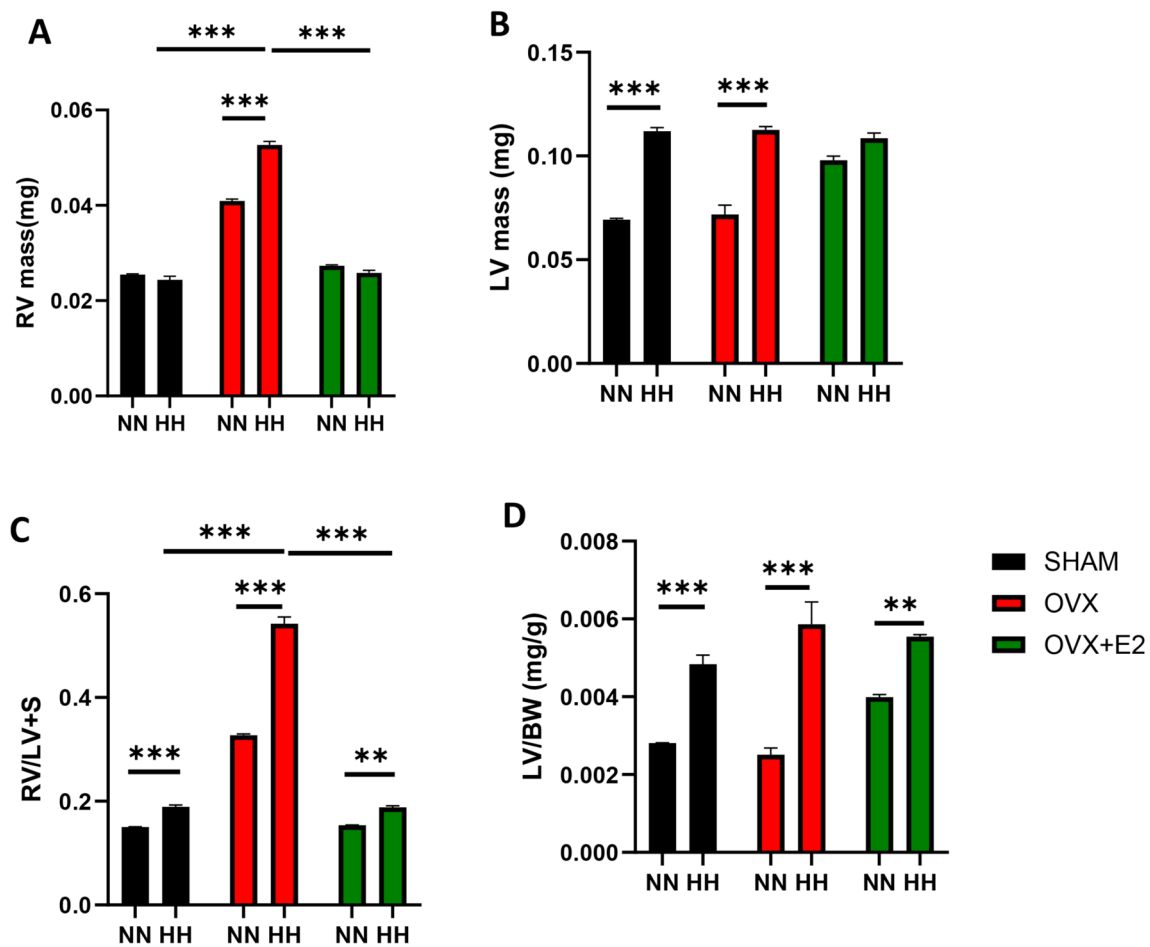 A
*** ***
***
0.06
0.04
0.02
0.00
RV mass(mg)
NN HH NN HH NN HH
B
*** ***
0.15
0.10
0.05
0.00
LV mass (mg)
NN HH NN HH NN HH
C
*** ***
***
*** **
0.6
0.4
0.2
0.0
RV/LV+S
NN HH NN HH NN HH
D
*** *** **
0.008
0.006
0.004
0.002
0.000
LV/BW (mg/g)
NN HH NN HH NN HH
SHAM
OVX
OVX+E2